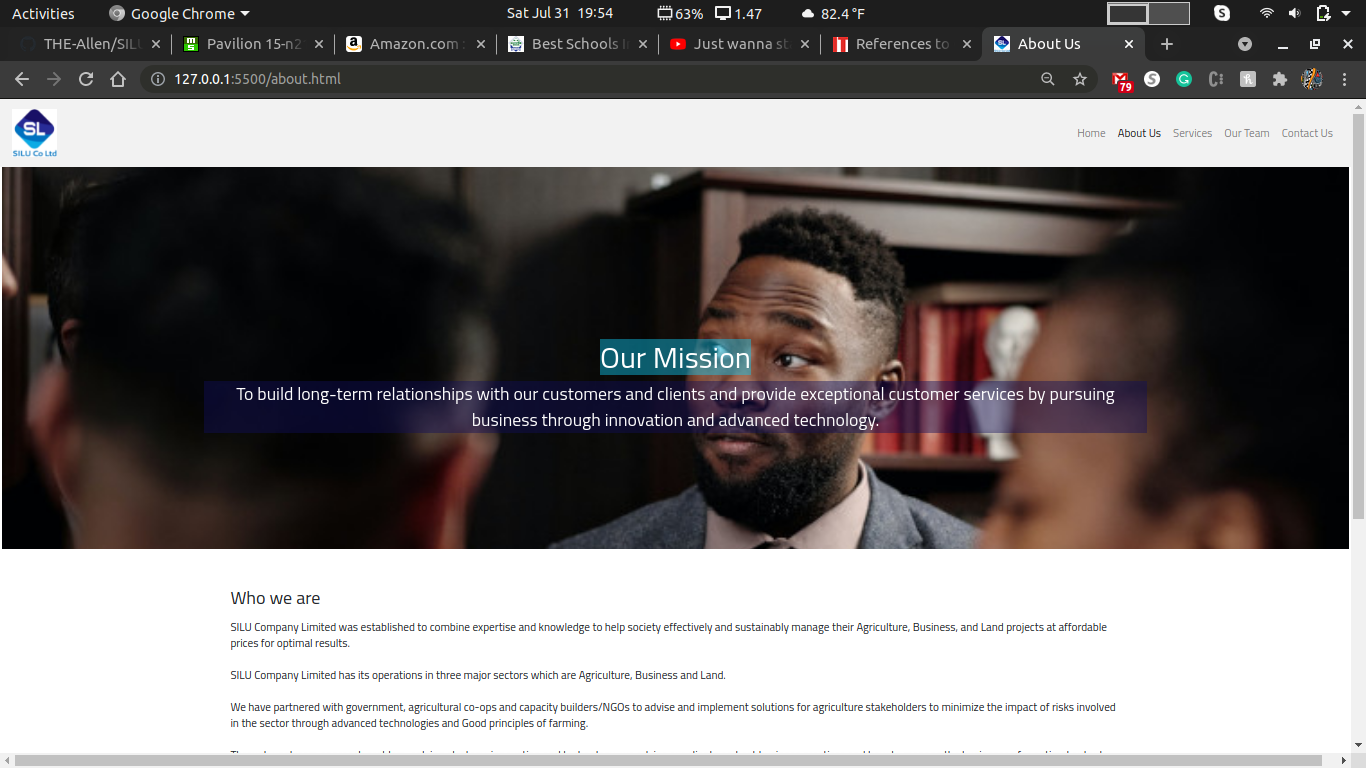 Activities
Google Chrome
Sat Jul 31 19:54
63%
1.47
82.4 °F
THE-Allen/SIL
Pavilion 15-n2
Amazon.com
Best Schools
Just wanna st
References to
About Us
127.0.0.1:5500/about.html
79
SL
SILU Co Ltd
Home
About Us
Services
Our Team
Contact Us
Our Mission
To build long-term relationships with our customers and clients and provide exceptional customer services by pursuing
business through innovation and advanced technology.
Who we are
SILU Company Limited was established to combine expertise and knowledge to help society effectively and sustainably manage their Agriculture, Business, and Land projects at affordable
prices for optimal results.
SILU Company Limited has its operations in three major sectors which are Agriculture, Business and Land.
We have partnered with government, agricultural co-ops and capacity builders/NGOs to advise and implement solutions for agriculture stakeholders to minimize the impact of risks involved
in the sector through advanced technologies and Good principles of farming.